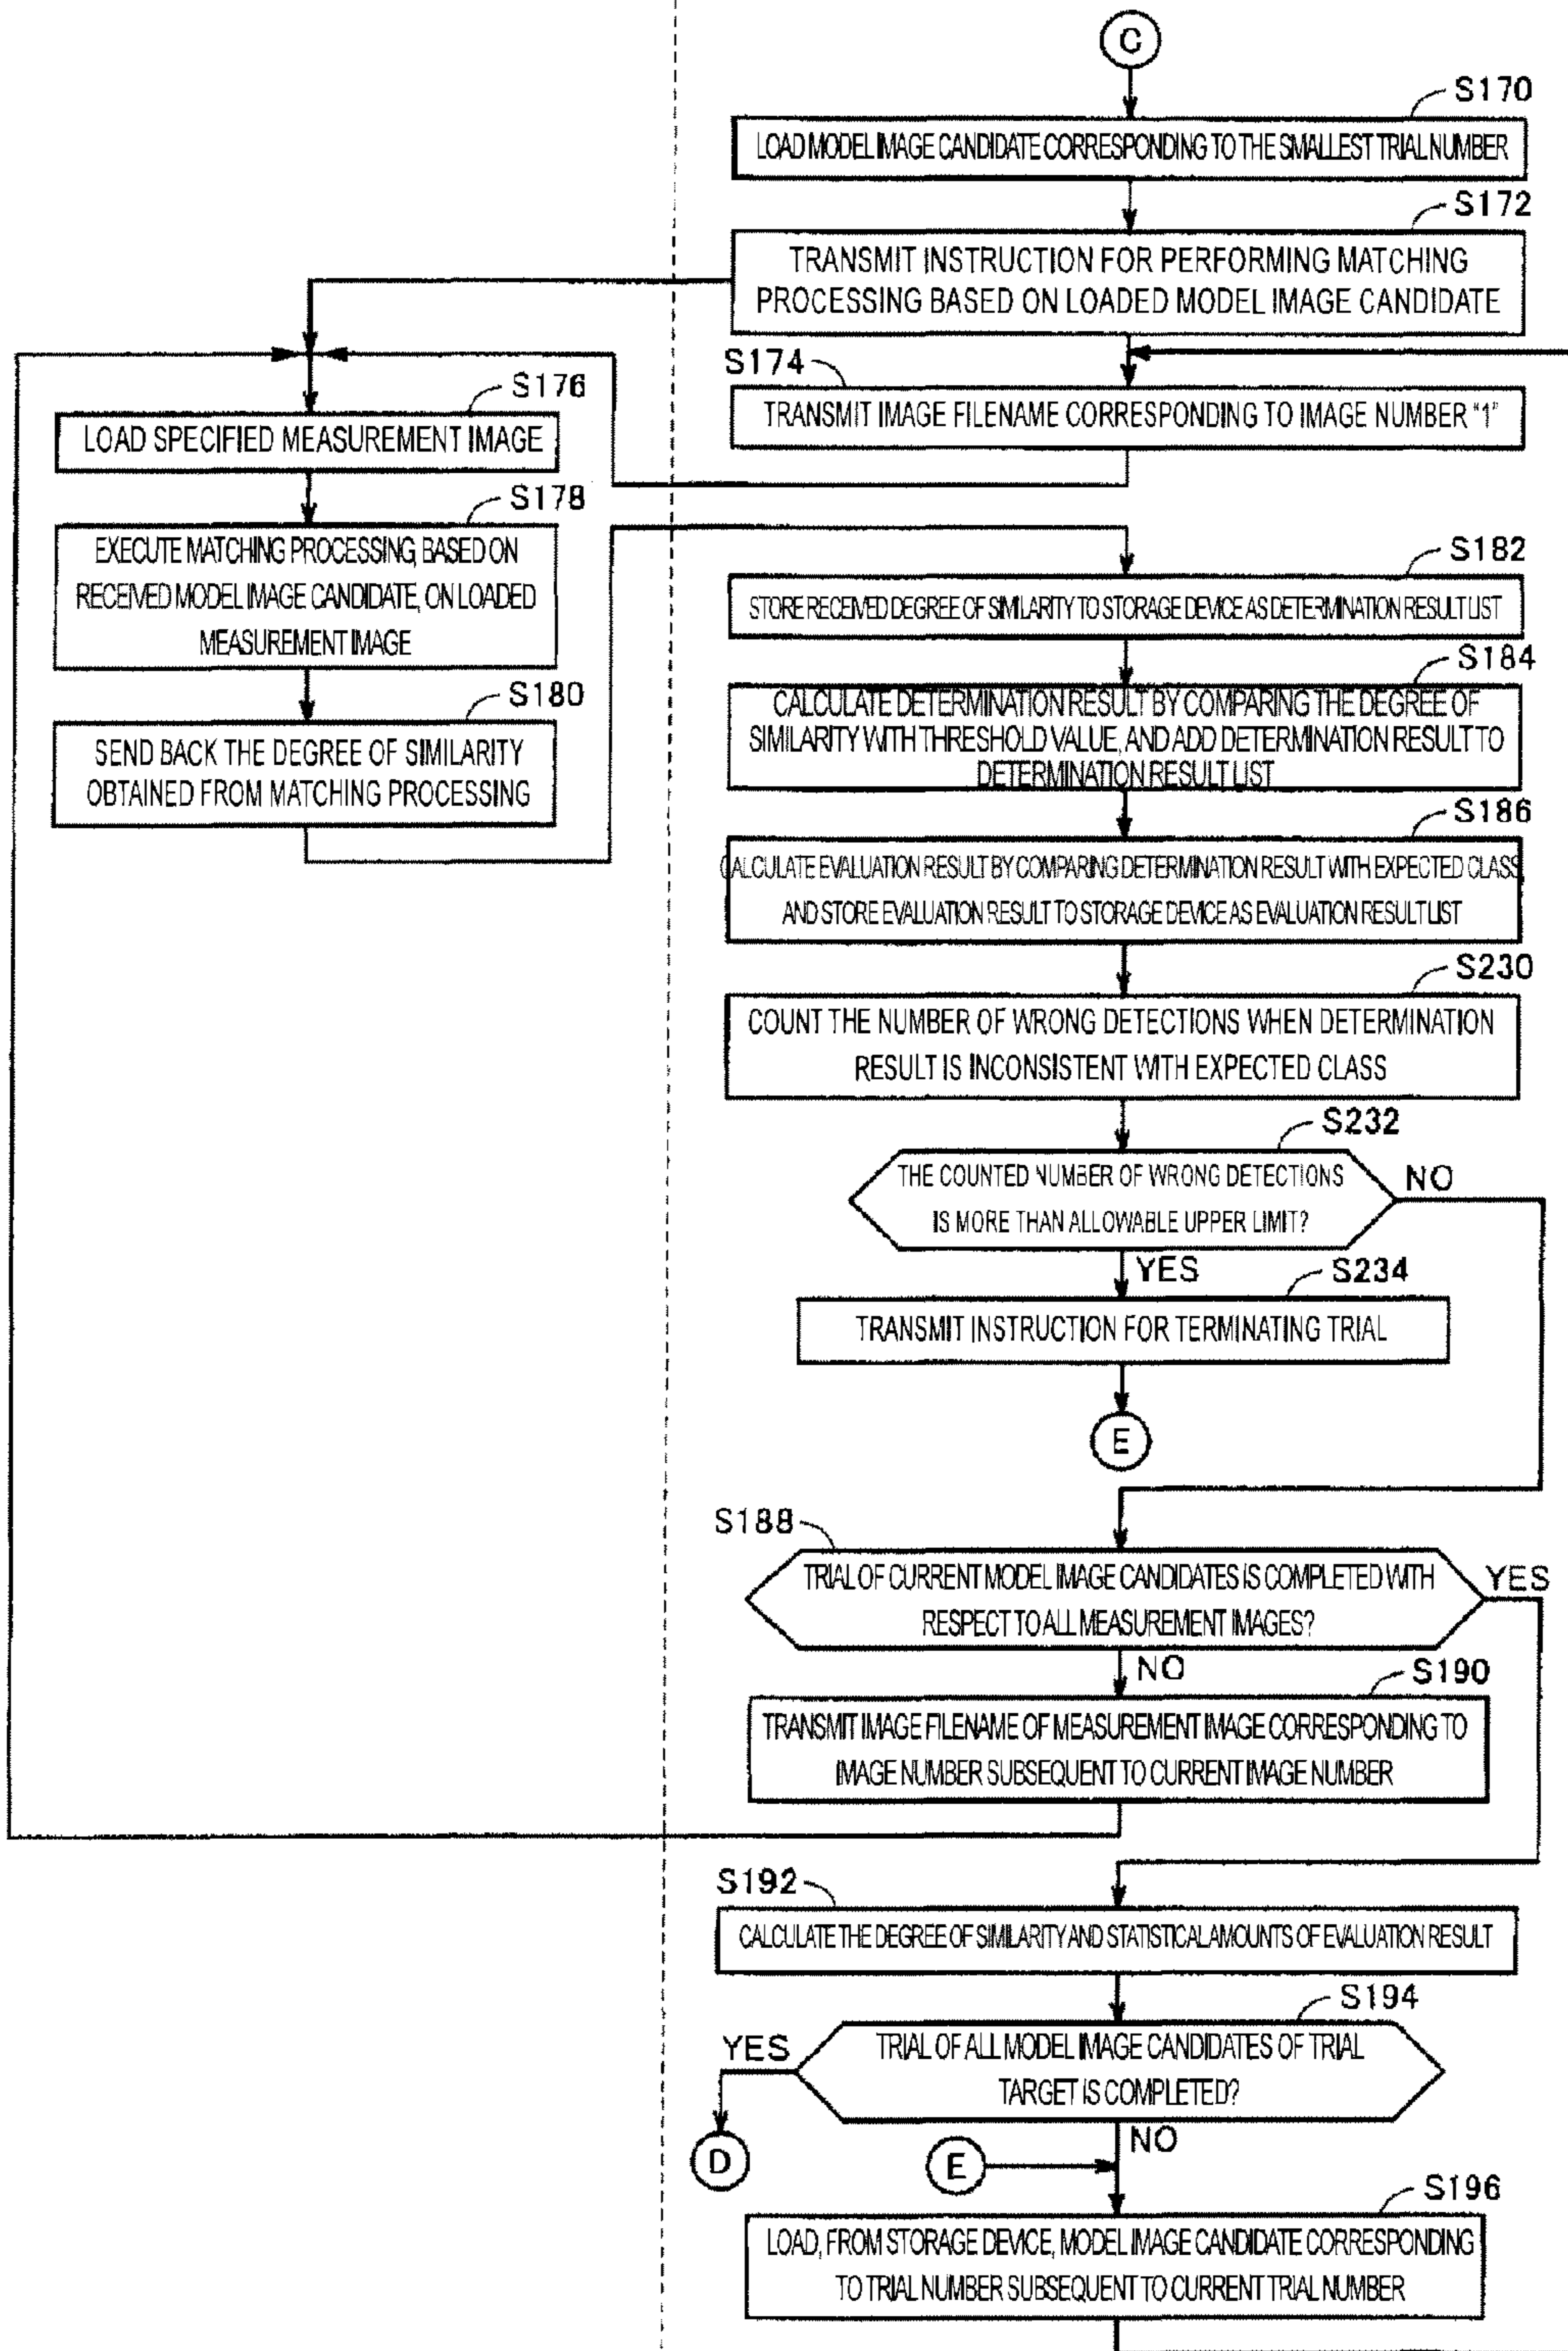 C
S170
LOAD MODEL IMAGE CANDIDATE CORRESPONDING TO THE SMALLEST TRIAL NUMBER
S172
TRANSMIT INSTRUCTION FOR PERFORMING MATCHING
PROCESSING BASED ON LOADED MODEL IMAGE CANDIDATE
S174
TRANSMIT IMAGE FILENAME CORRESPONDING TO IMAGE NUMBER "1"
S176
LOAD SPECIFIED MEASUREMENT IMAGE
S178
EXECUTE MATCHING PROCESSING, BASED ON
RECEIVED MODEL IMAGE CANDIDATE, ON LOADED
MEASUREMENT IMAGE
S180
SEND BACK THE DEGREE OF SIMILARITY
OBTAINED FROM MATCHING PROCESSING
S182
STORE RECEIVED DEGREE OF SIMILARITY TO STORAGE DEVICE AS DETERMINATION RESULT LIST
S184
CALCULATE DETERMINATION RESULT BY COMPARING THE DEGREE OF
SIMILARITY WITH THRESHOLD VALUE, AND ADD DETERMINATION RESULT TO
DETERMINATION RESULT LIST
S186
CALCULATE EVALUATION RESULT BY COMPARING DETERMINATION RESULT WITH EXPECTED CLASS,
AND STORE EVALUATION RESULT TO STORAGE DEVICE AS EVALUATION RESULT LIST
S230
COUNT THE NUMBER OF WRONG DETECTIONS WHEN DETERMINATION
RESULT IS INCONSISTENT WITH EXPECTED CLASS
S232
THE COUNTED NUMBER OF WRONG DETECTIONS
IS MORE THAN ALLOWABLE UPPER LIMIT?
NO
YES
S234
TRANSMIT INSTRUCTION FOR TERMINATING TRIAL
E
S188
TRIAL OF CURRENT MODEL IMAGE CANDIDATES IS COMPLETED WITH
RESPECT TO ALL MEASUREMENT IMAGES?
YES
NO
S190
TRANSMIT IMAGE FILENAME OF MEASUREMENT IMAGE CORRESPONDING TO
IMAGE NUMBER SUBSEQUENT TO CURRENT IMAGE NUMBER
S192
CALCULATE THE DEGREE OF SIMILARITY AND STATISTICAL AMOUNTS OF EVALUATION RESULT
S194
TRIAL OF ALL MODEL IMAGE CANDIDATES OF TRIAL
TARGET IS COMPLETED?
YES
D
NO
E
S196
LOAD, FROM STORAGE DEVICE, MODEL IMAGE CANDIDATE CORRESPONDING
TO TRIAL NUMBER SUBSEQUENT TO CURRENT TRIAL NUMBER